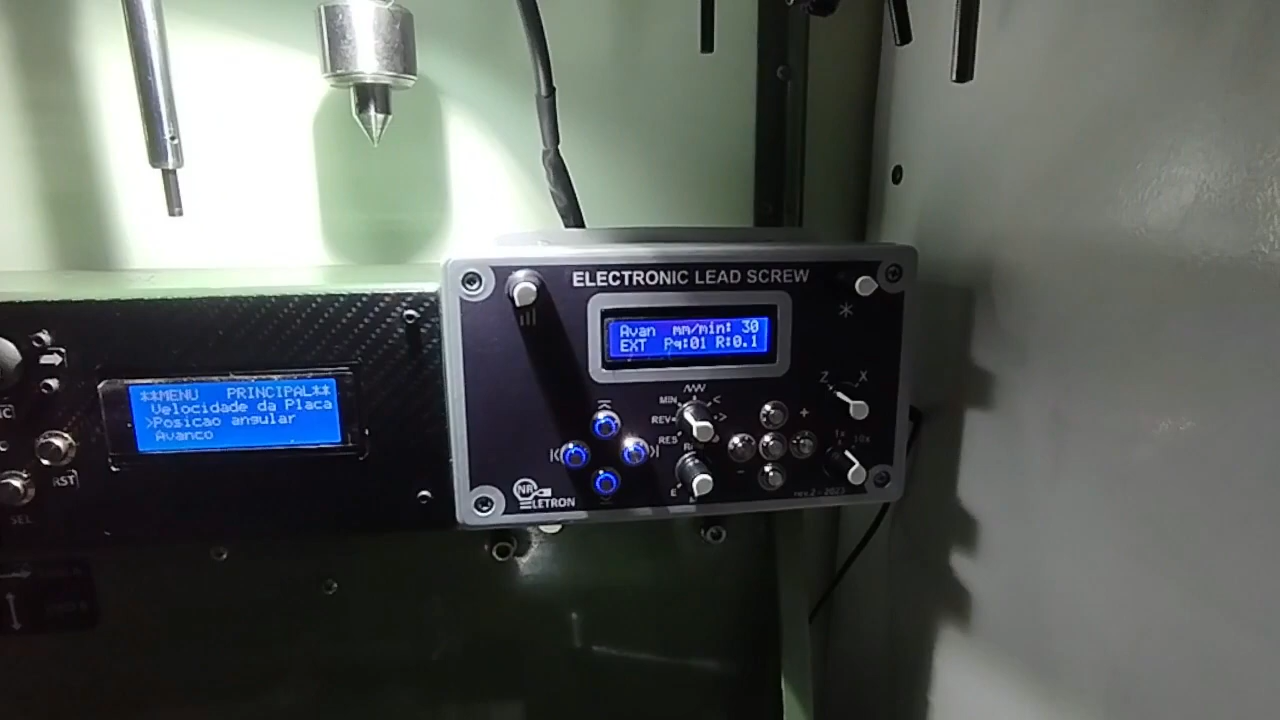 ELECTRONIC LEAD SCREW
Avan mm/min: 30
EXT Pq:01 R:0.1
**MENU PRINCIPAL**
Velocidade da Placa
>Posicao angular
Avanco
RST
SEL
MIN
<
REV
>
RES
Z X
+
-
1x 10x
NR
ELETRON